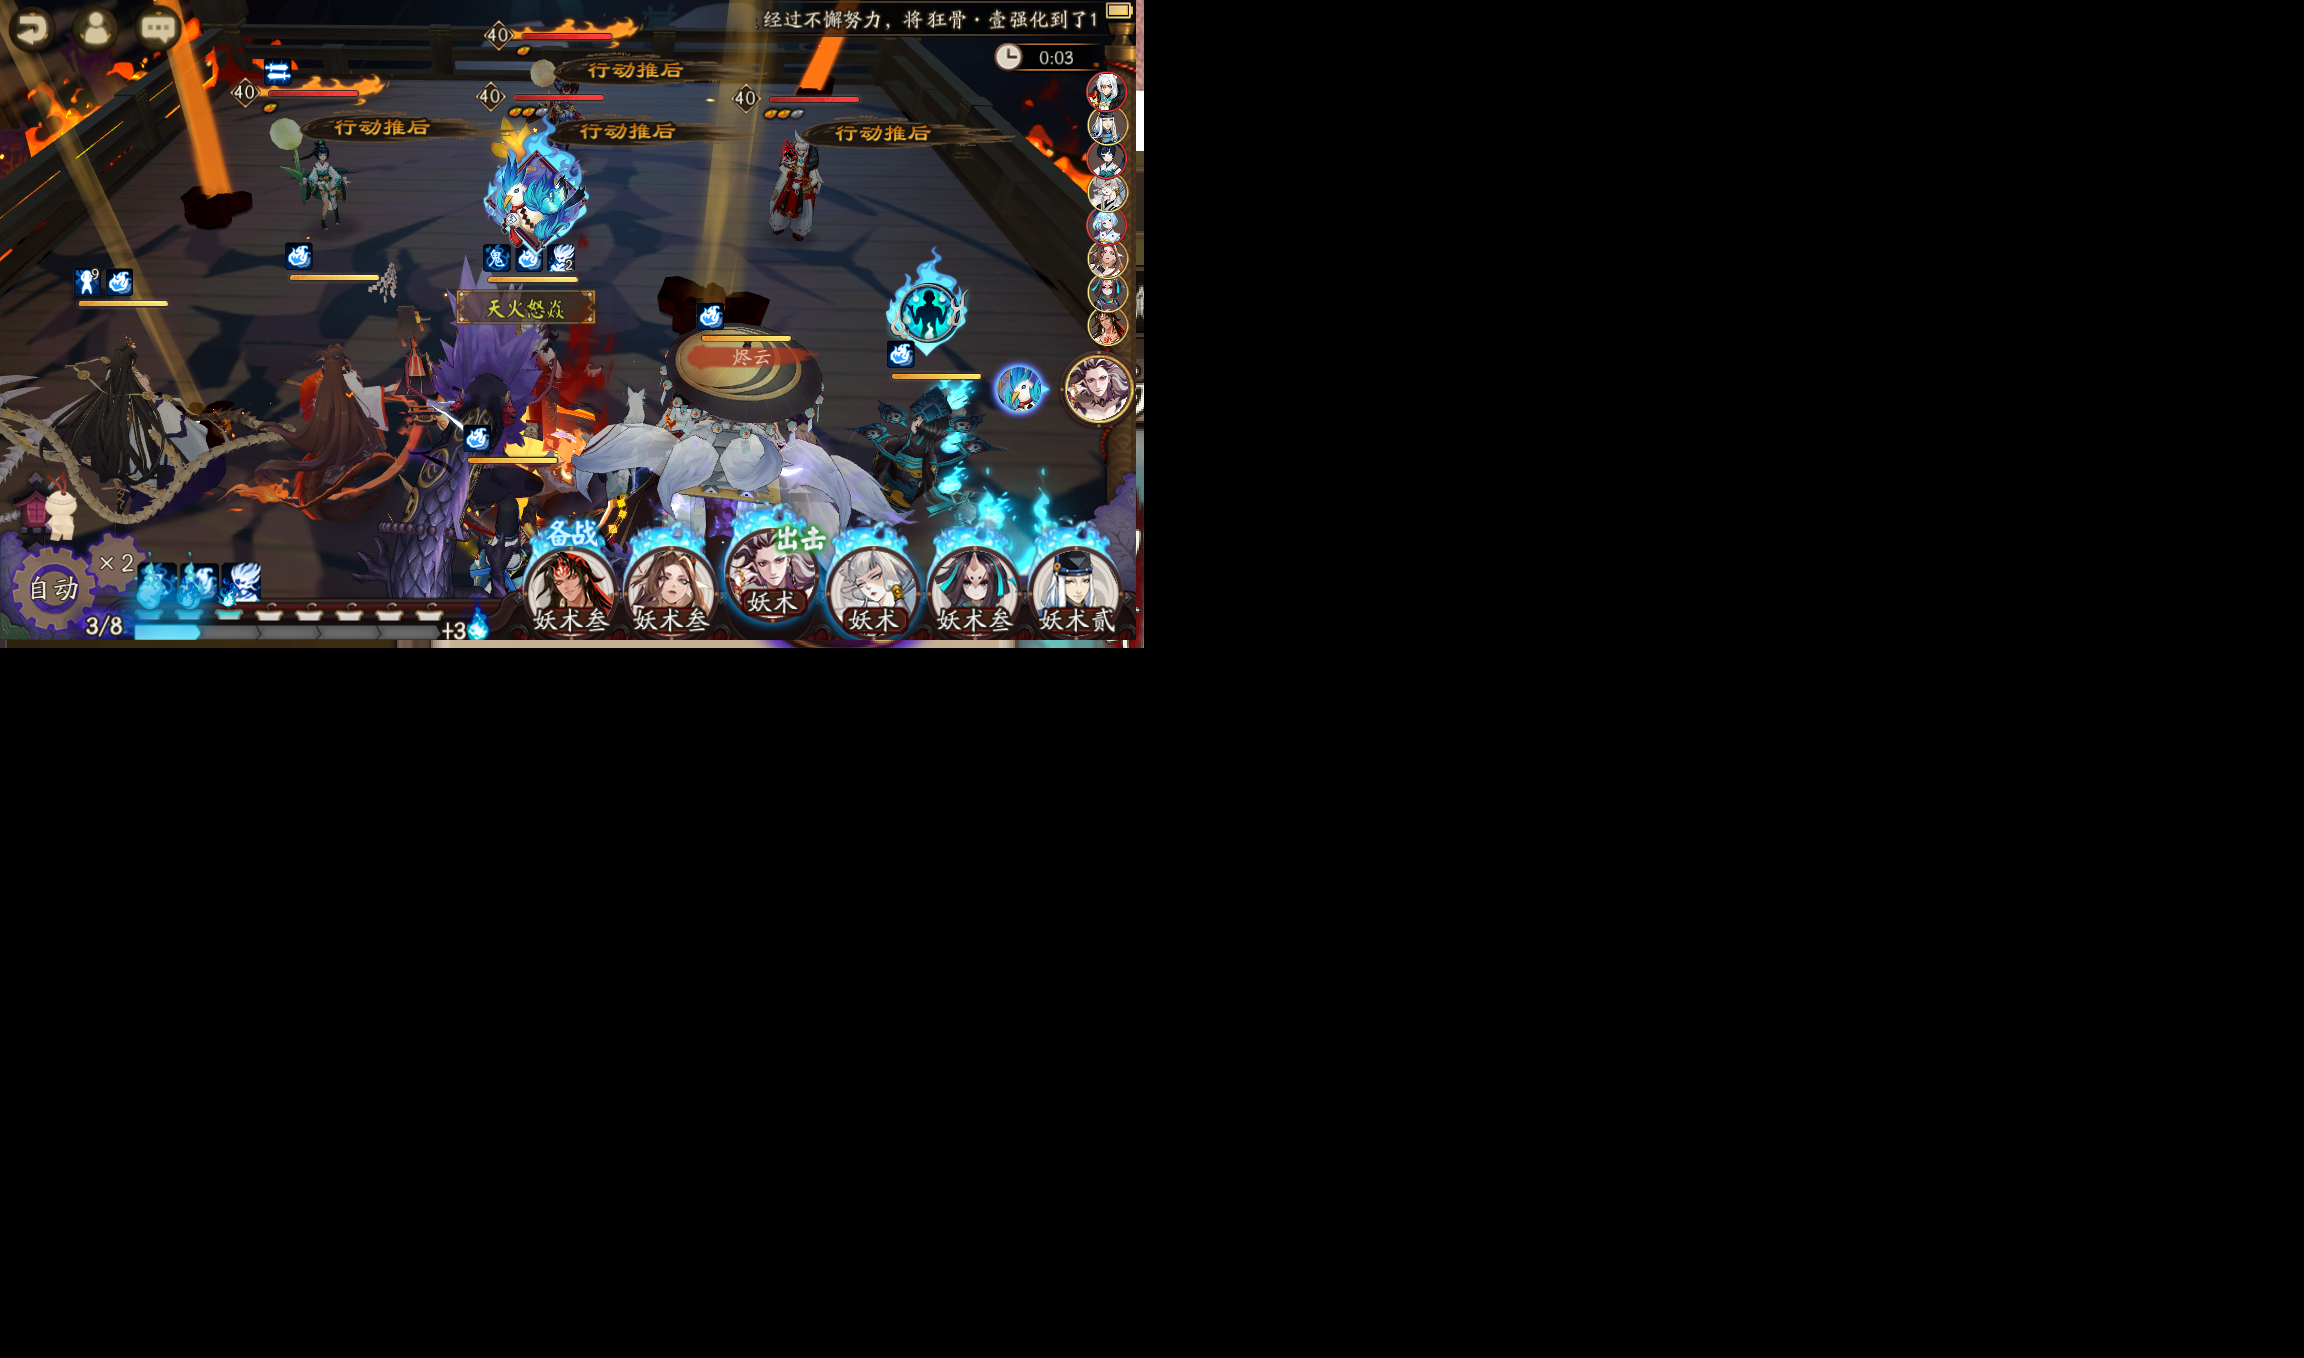 经过不懈努力，将狂骨·壹强化到了1
40
0:03
行动推后
40
40
40
行动推后
行动推后
行动推后
9
鬼
2
天火怒焱
烬云
备战
出击
×2
自动
3/8
+3
妖术叁
妖术叁
妖术
妖术
妖术叁
妖术贰